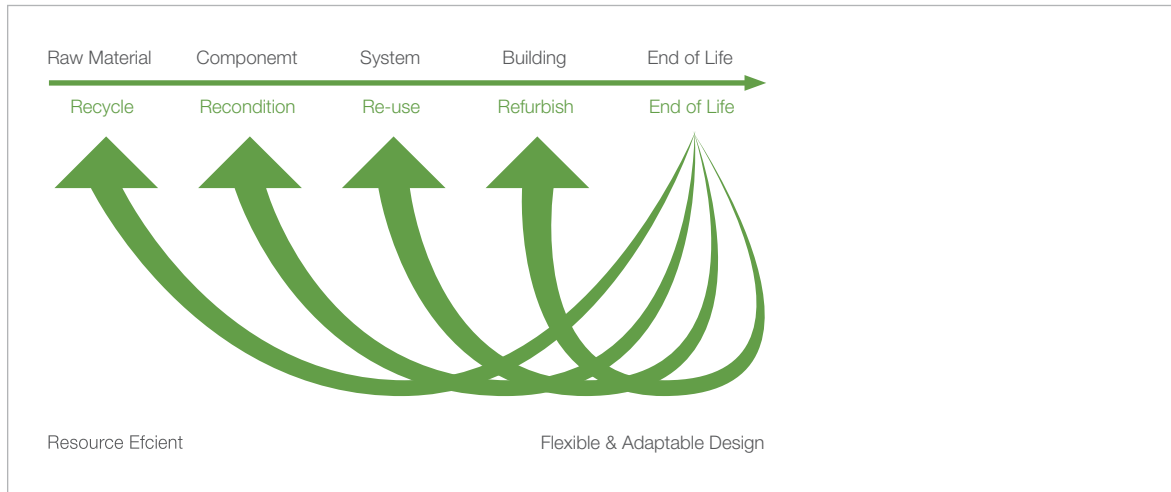 Raw Material Componemt System Building End of Life
Recycle Recondition Re-use Refurbish End of Life
Resource Efcient Flexible & Adaptable Design